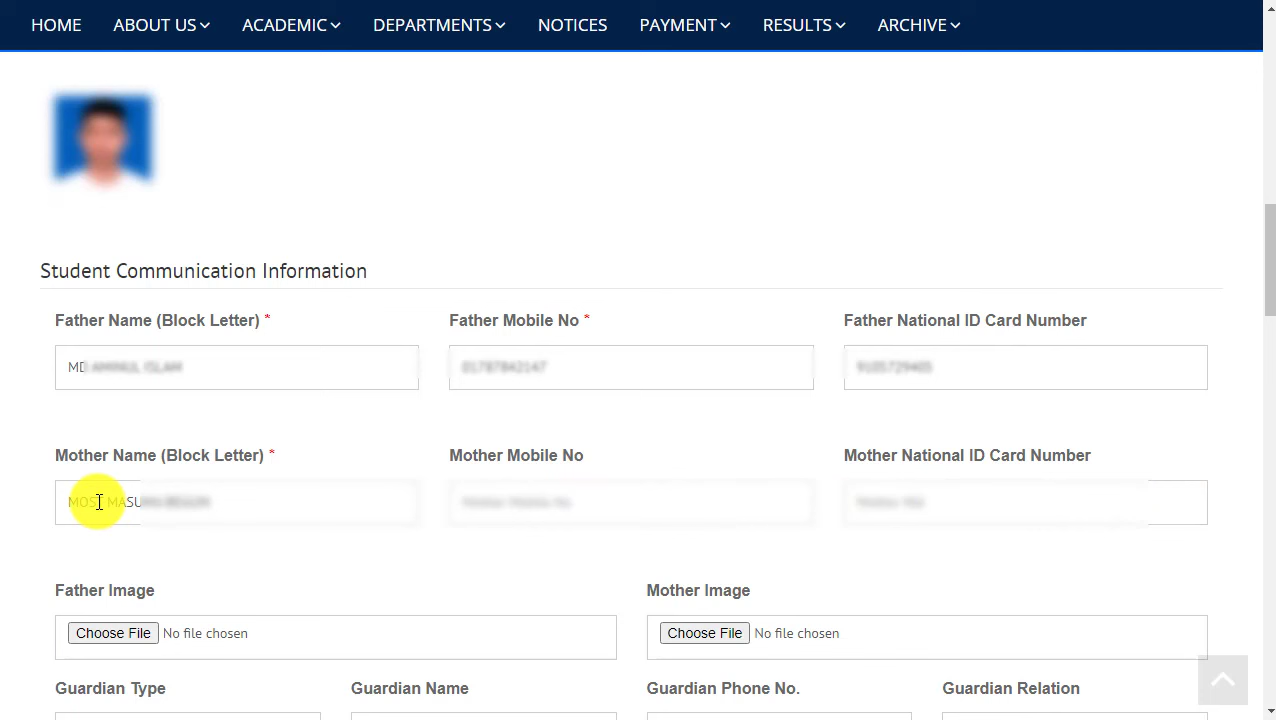 HOME ABOUT US ACADEMIC DEPARTMENTS NOTICES PAYMENT RESULTS ARCHIVE
Student Communication Information
Father Name (Block Letter) * Father Mobile No * Father National ID Card Number
MD
Mother Name (Block Letter) * Mother Mobile No Mother National ID Card Number
Father Image Mother Image
Choose File No file chosen Choose File No file chosen
Guardian Type Guardian Name Guardian Phone No. Guardian Relation